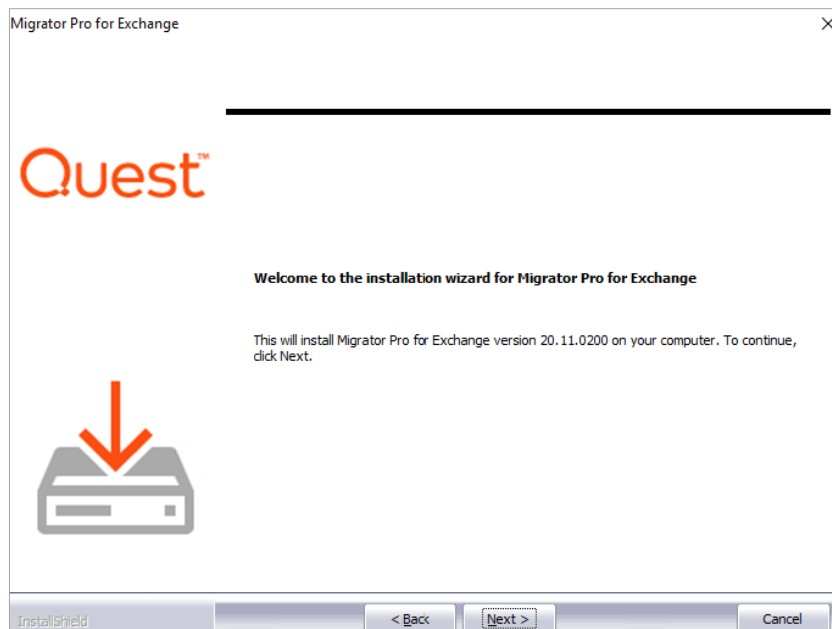 Migrator Pro for Exchange
Quest™
Welcome to the installation wizard for Migrator Pro for Exchange
This will install Migrator Pro for Exchange version 20.11.0200 on your computer. To continue,
click Next.
InstallShield
< Back
Next >
Cancel